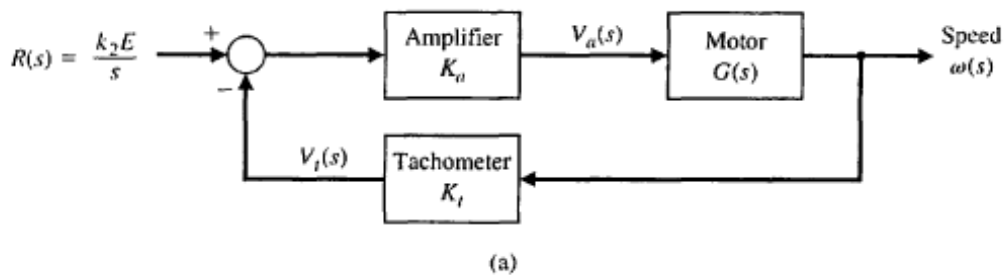 R(s) = k₂E / s
+
−
Amplifier
Kₐ
Vₐ(s)
Motor
G(s)
Speed
ω(s)
Vₜ(s)
Tachometer
Kₜ
(a)